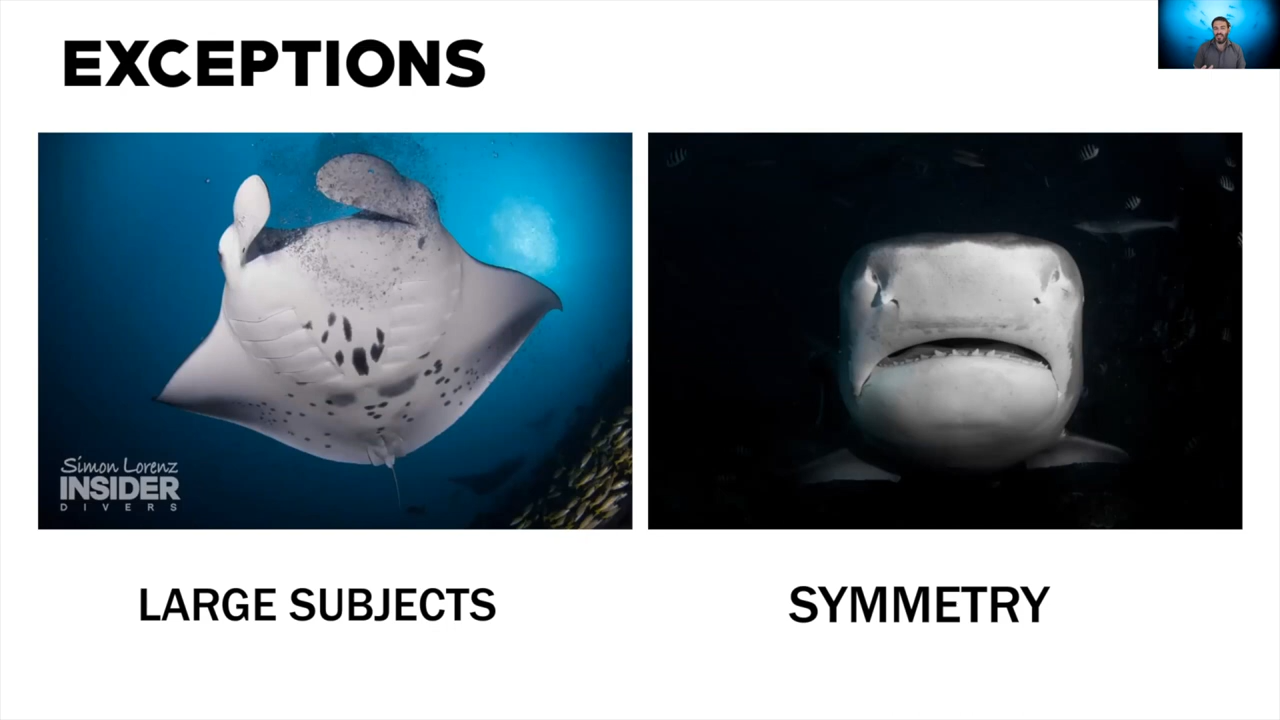 EXCEPTIONS
Simon Lorenz
INSIDER
DIVERS
LARGE SUBJECTS
SYMMETRY